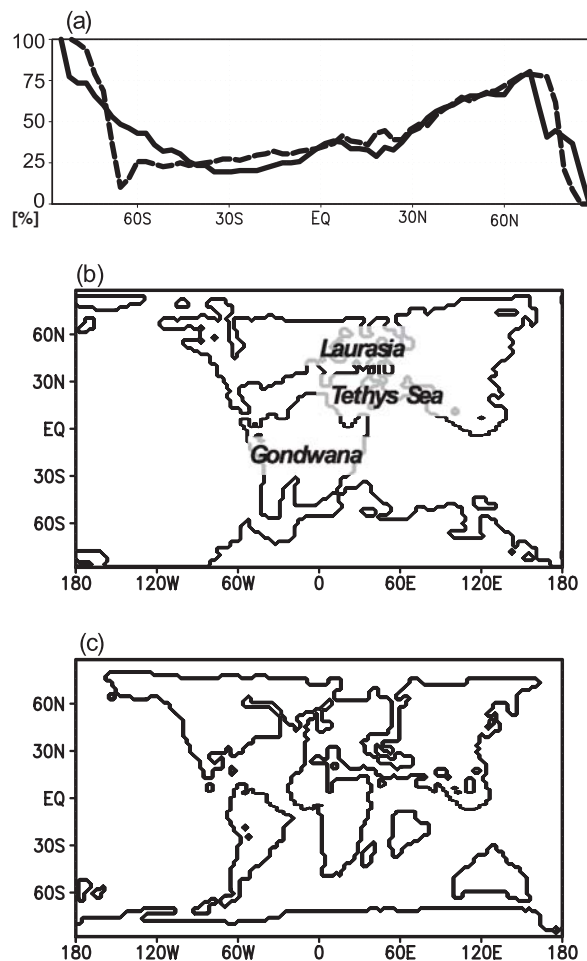 (a)
100
75
50
25
0
[%]
60S 30S EQ 30N 60N
(b)
60N
30N
EQ
30S
60S
Laurasia
Tethys Sea
Gondwana
180 120W 60W 0 60E 120E 180
(c)
60N
30N
EQ
30S
60S
180 120W 60W 0 60E 120E 180